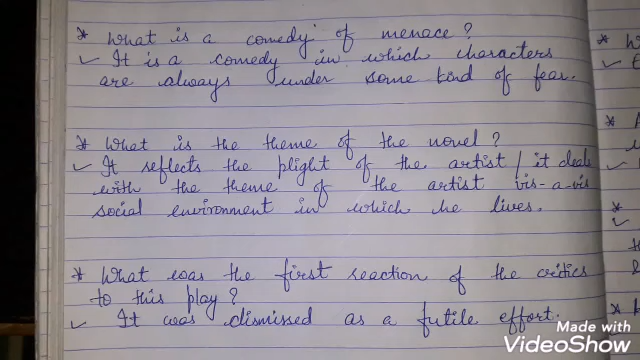 * What is a comedy of menace?
✓ It is a comedy in which characters
are always under some kind of fear.
* What is the theme of the novel?
✓ It reflects the plight of the artist / it deals
with the theme of the artist vis-a-vis
social environment in which he lives.
* What was the first reaction of the critics
to this play?
✓ It was dismissed as a futile effort.
Made with
VideoShow